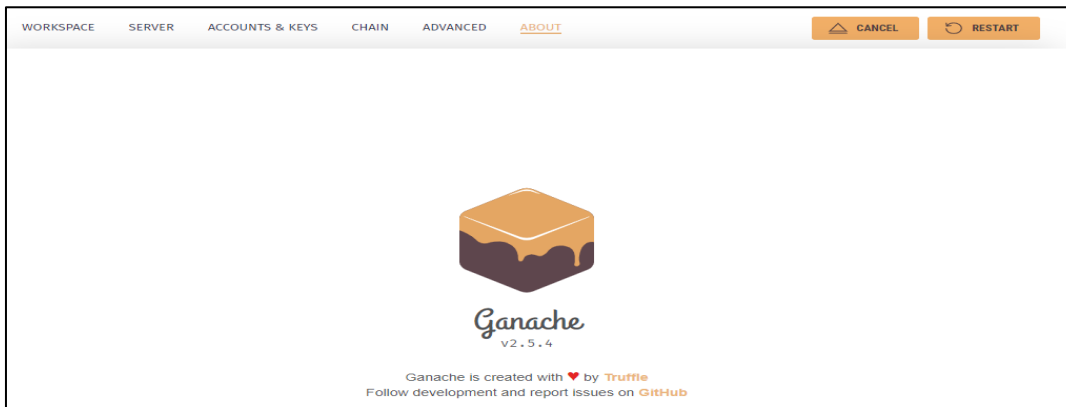 WORKSPACE SERVER ACCOUNTS & KEYS CHAIN ADVANCED ABOUT CANCEL RESTART
Ganache
v2.5.4
Ganache is created with ❤ by Truffle
Follow development and report issues on GitHub